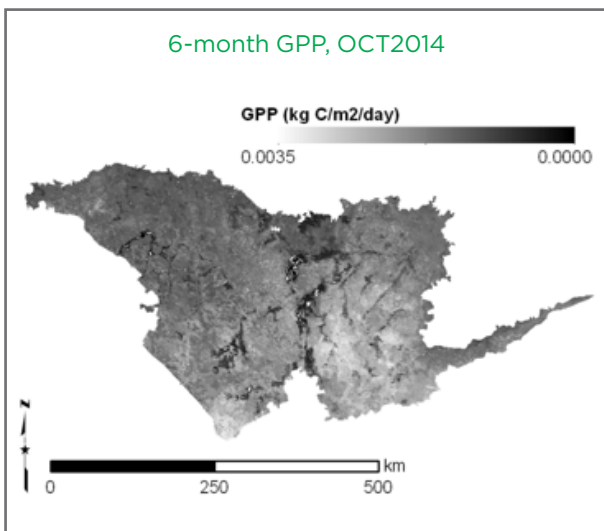 6-month GPP, OCT2014
GPP (kg C/m2/day)
0.0035 0.0000
N
km
0 250 500